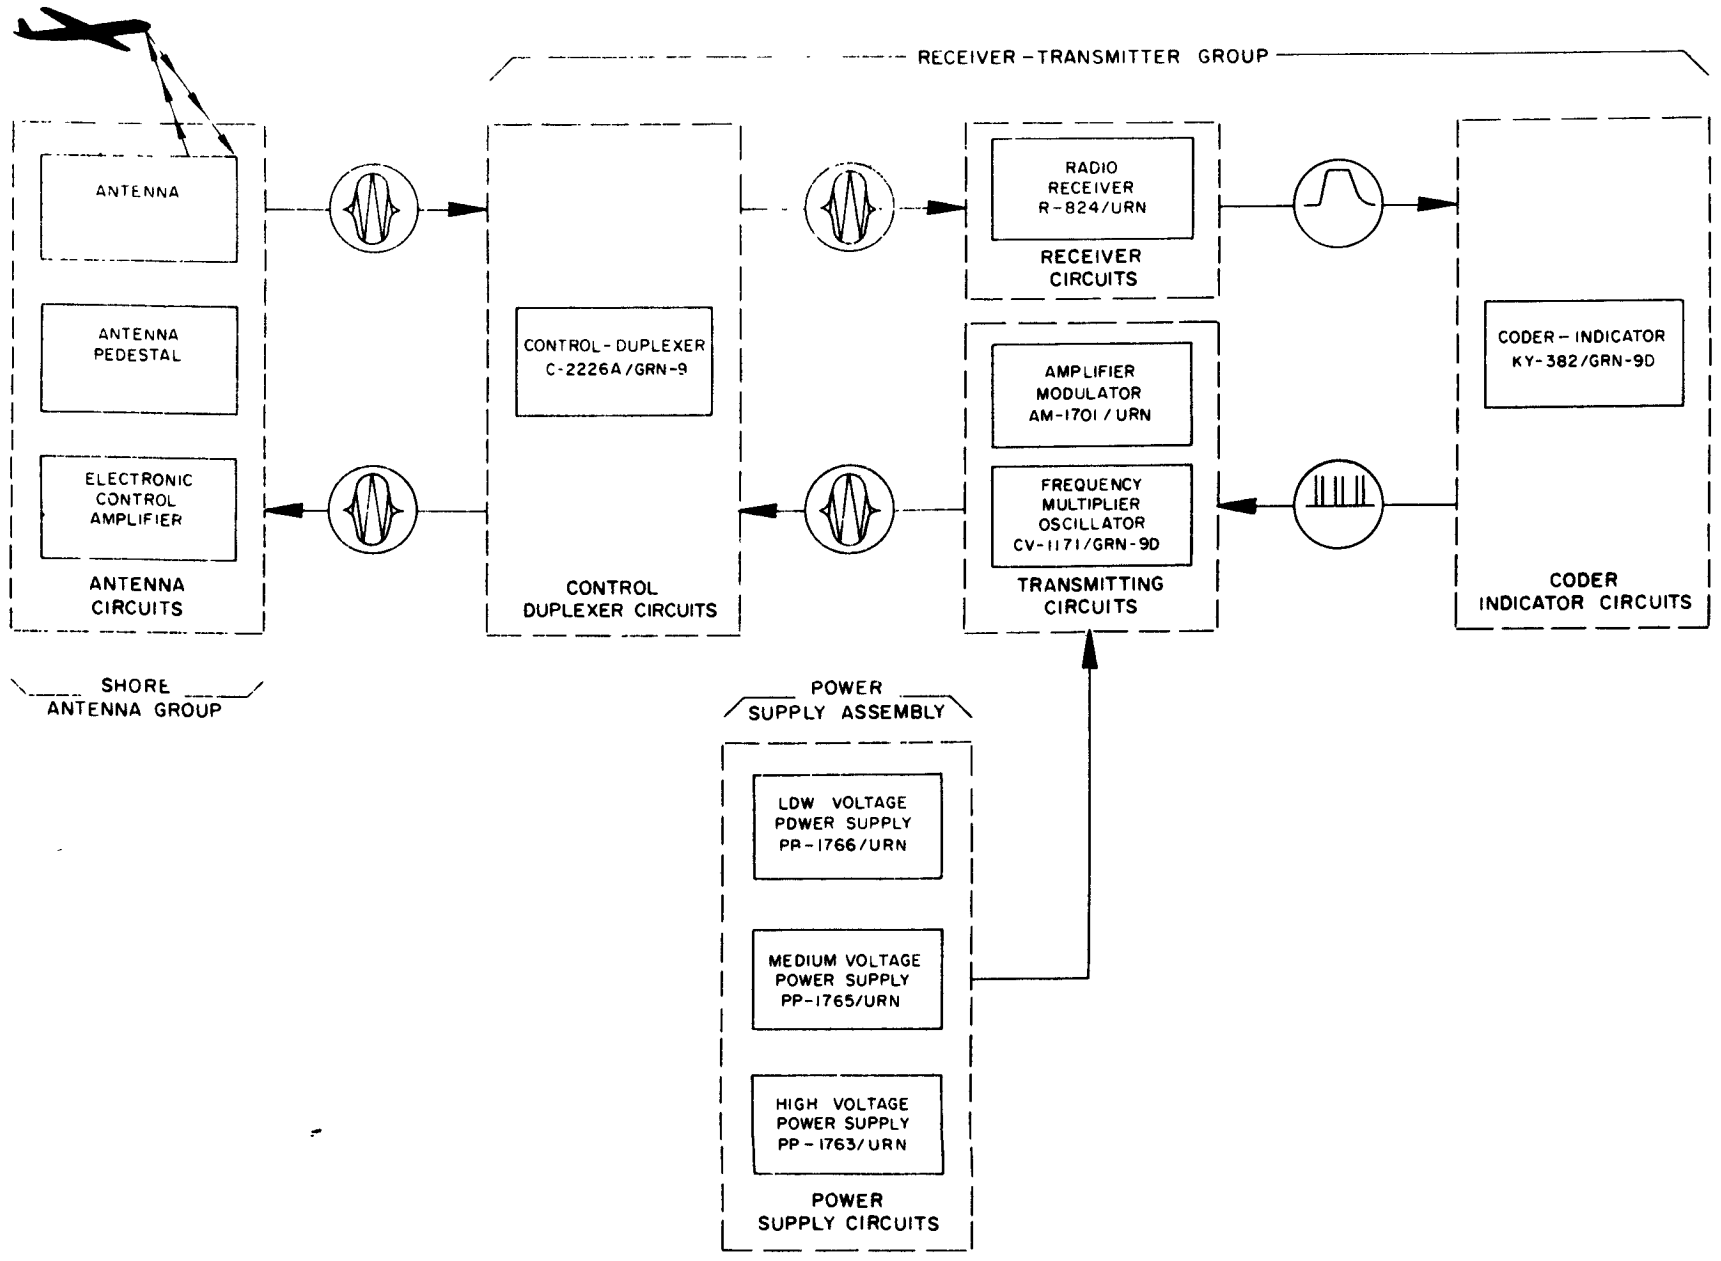 RECEIVER-TRANSMITTER GROUP
ANTENNA
ANTENNA
PEDESTAL
ELECTRONIC
CONTROL
AMPLIFIER
ANTENNA
CIRCUITS
SHORE
ANTENNA GROUP
CONTROL-DUPLEXER
C-2226A/GRN-9
CONTROL
DUPLEXER CIRCUITS
RADIO
RECEIVER
R-824/URN
RECEIVER
CIRCUITS
AMPLIFIER
MODULATOR
AM-1701/URN
FREQUENCY
MULTIPLIER
OSCILLATOR
CV-1171/GRN-9D
TRANSMITTING
CIRCUITS
CODER-INDICATOR
KY-382/GRN-9D
CODER
INDICATOR CIRCUITS
POWER
SUPPLY ASSEMBLY
LOW VOLTAGE
POWER SUPPLY
PP-1766/URN
MEDIUM VOLTAGE
POWER SUPPLY
PP-1765/URN
HIGH VOLTAGE
POWER SUPPLY
PP-1763/URN
POWER
SUPPLY CIRCUITS